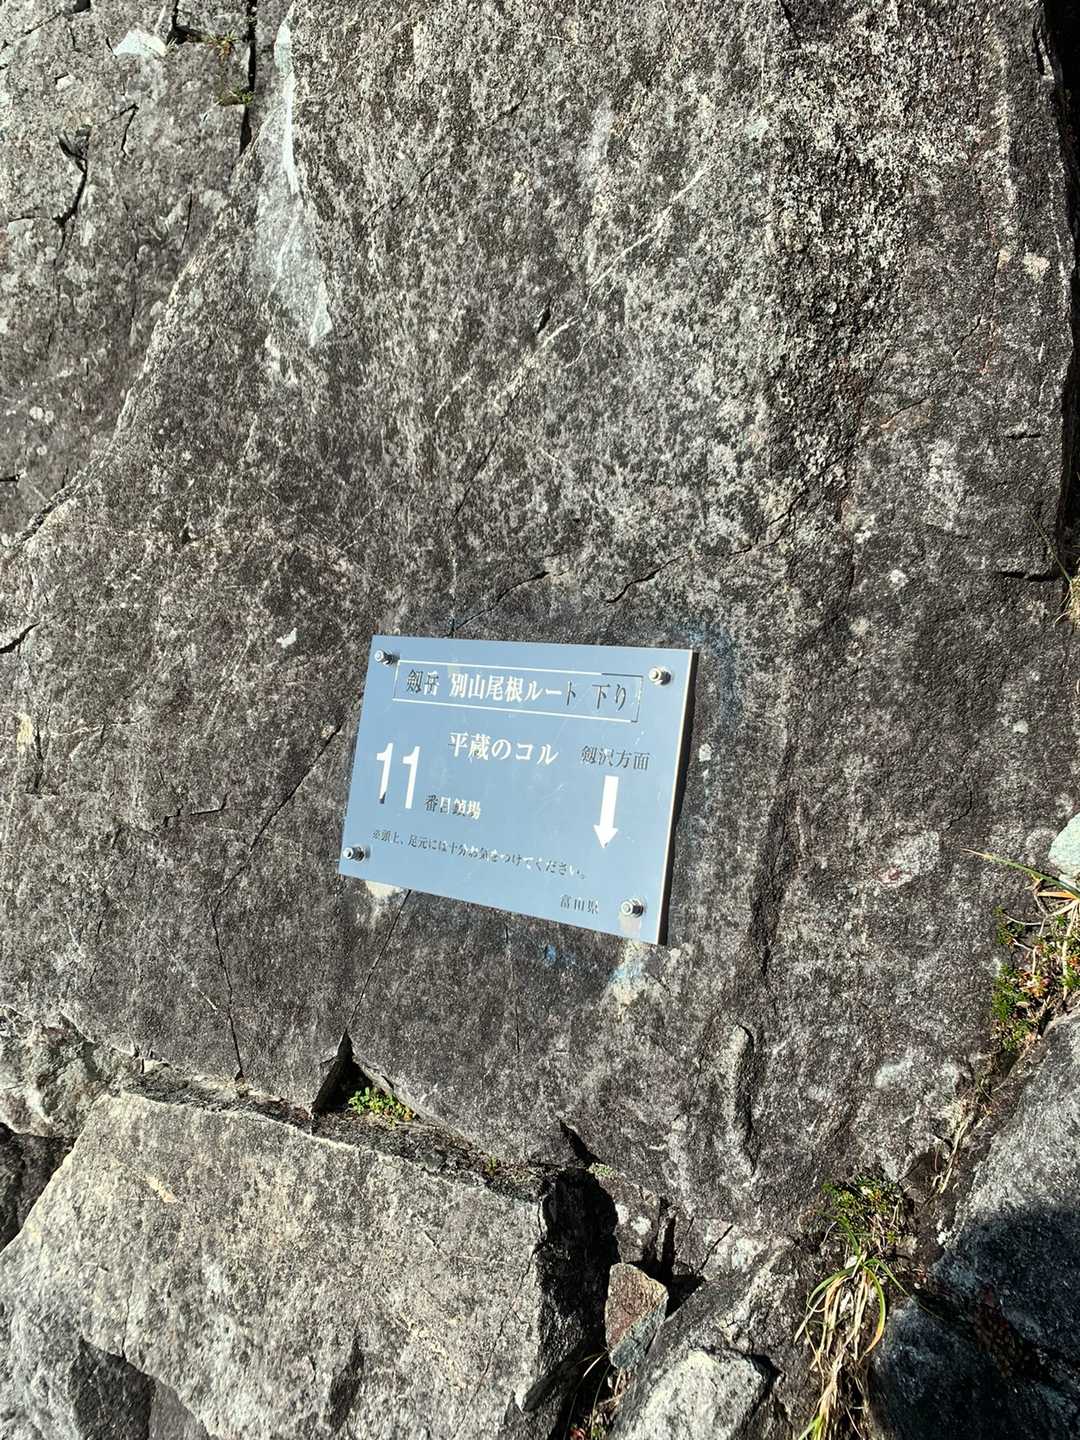 剱岳 別山尾根ルート 下り
平蔵のコル
剱沢方面
11番目鎖場
※頭上、足元には十分お気をつけてください。
富山県